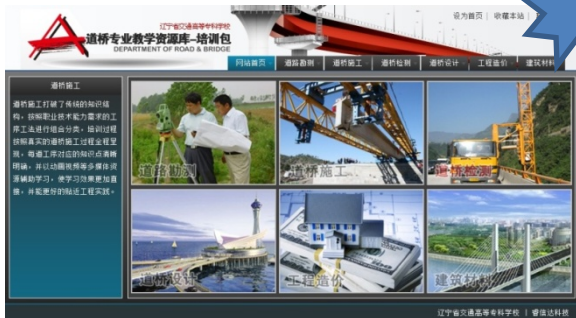 设为首页 | 收藏本站 |
辽宁省交通高等专科学校
道桥专业教学资源库-培训包
DEPARTMENT OF ROAD & BRIDGE
网站首页 | 道路勘测 | 道桥施工 | 道桥检测 | 道桥设计 | 工程造价 | 建筑材料
道桥施工
道桥施工打破了传统的知识结
构，依照职业技术能力需求的工
序工法进行组合分类，培训过程
按照真实的道桥施工过程全程呈
现，每道工序对应的知识点清晰
明确，并以动画视频等多媒体资
源辅助学习，使学习效果更加直
接，并能更好的贴近工程实践。
道路勘测
道桥施工
道桥检测
道桥设计
工程造价
建筑材料
辽宁省交通高等专科学校 | 睿信达科技